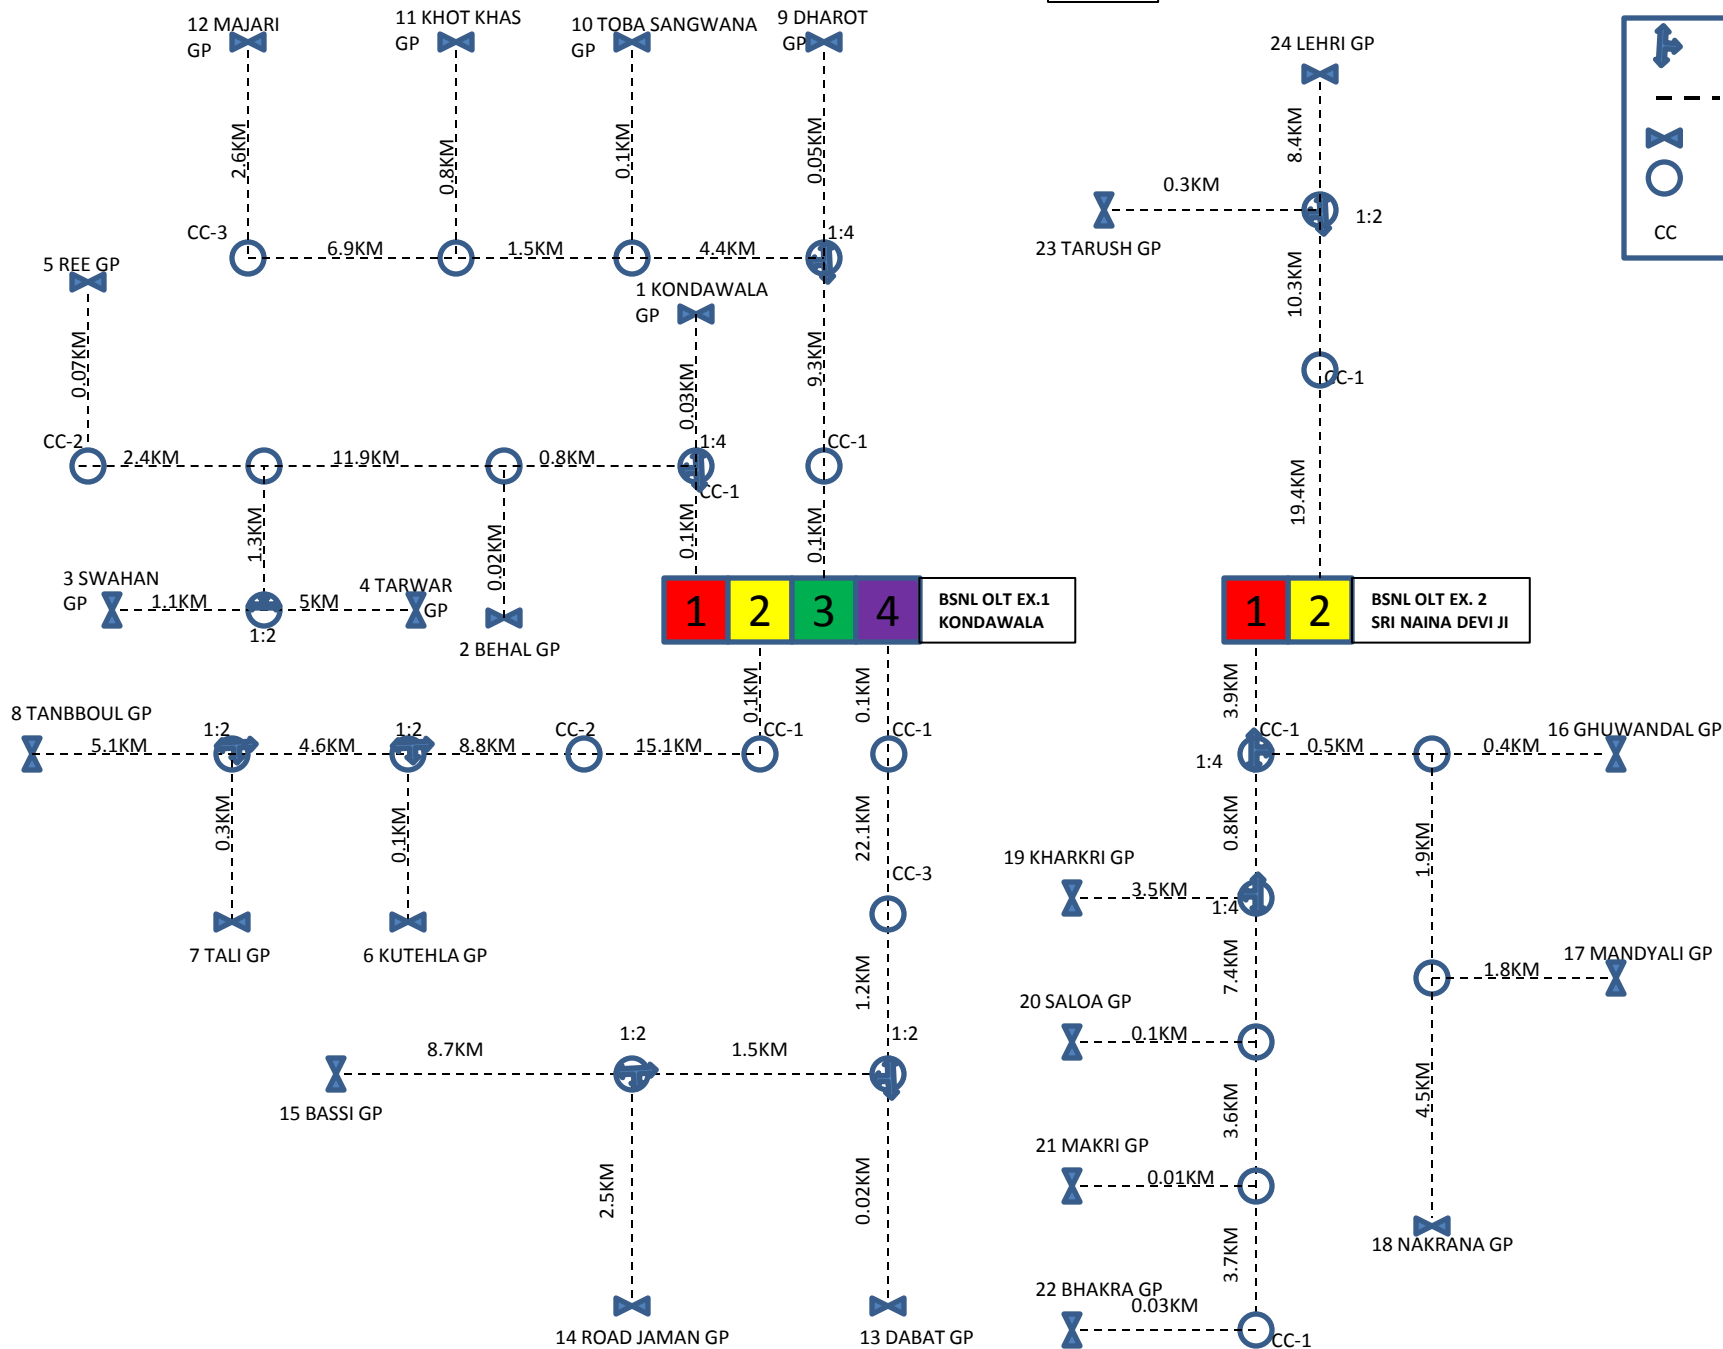 12 MAJARI
GP
11 KHOT KHAS
GP
10 TOBA SANGWANA
GP
9 DHAROT
GP
24 LEHRI GP
2.6KM
0.8KM
0.1KM
0.05KM
8.4KM
0.3KM
1:2
23 TARUSH GP
CC
CC-3
6.9KM
1.5KM
4.4KM
1:4
5 REE GP
1 KONDAWALA
GP
10.3KM
0.07KM
0.03KM
9.3KM
CC-1
CC-2
2.4KM
11.9KM
0.8KM
1:4
CC-1
CC-1
19.4KM
1.3KM
0.02KM
0.1KM
0.1KM
3 SWAHAN
GP
1.1KM
5KM
4 TARWAR
GP
1:2
2 BEHAL GP
1
2
3
4
BSNL OLT EX.1
KONDAWALA
1
2
BSNL OLT EX. 2
SRI NAINA DEVI JI
8 TANBBOUL GP
5.1KM
1:2
4.6KM
1:2
8.8KM
CC-2
15.1KM
0.1KM
CC-1
0.1KM
CC-1
3.9KM
CC-1
1:4
0.5KM
0.4KM
16 GHUWANDAL GP
0.3KM
0.1KM
22.1KM
0.8KM
1.9KM
7 TALI GP
6 KUTEHLA GP
CC-3
19 KHARKRI GP
3.5KM
1:4
1.2KM
7.4KM
17 MANDYALI GP
1.8KM
20 SALOA GP
0.1KM
8.7KM
1:2
1.5KM
1:2
15 BASSI GP
3.6KM
4.5KM
21 MAKRI GP
0.01KM
2.5KM
0.02KM
3.7KM
18 NAKRANA GP
22 BHAKRA GP
0.03KM
CC-1
14 ROAD JAMAN GP
13 DABAT GP